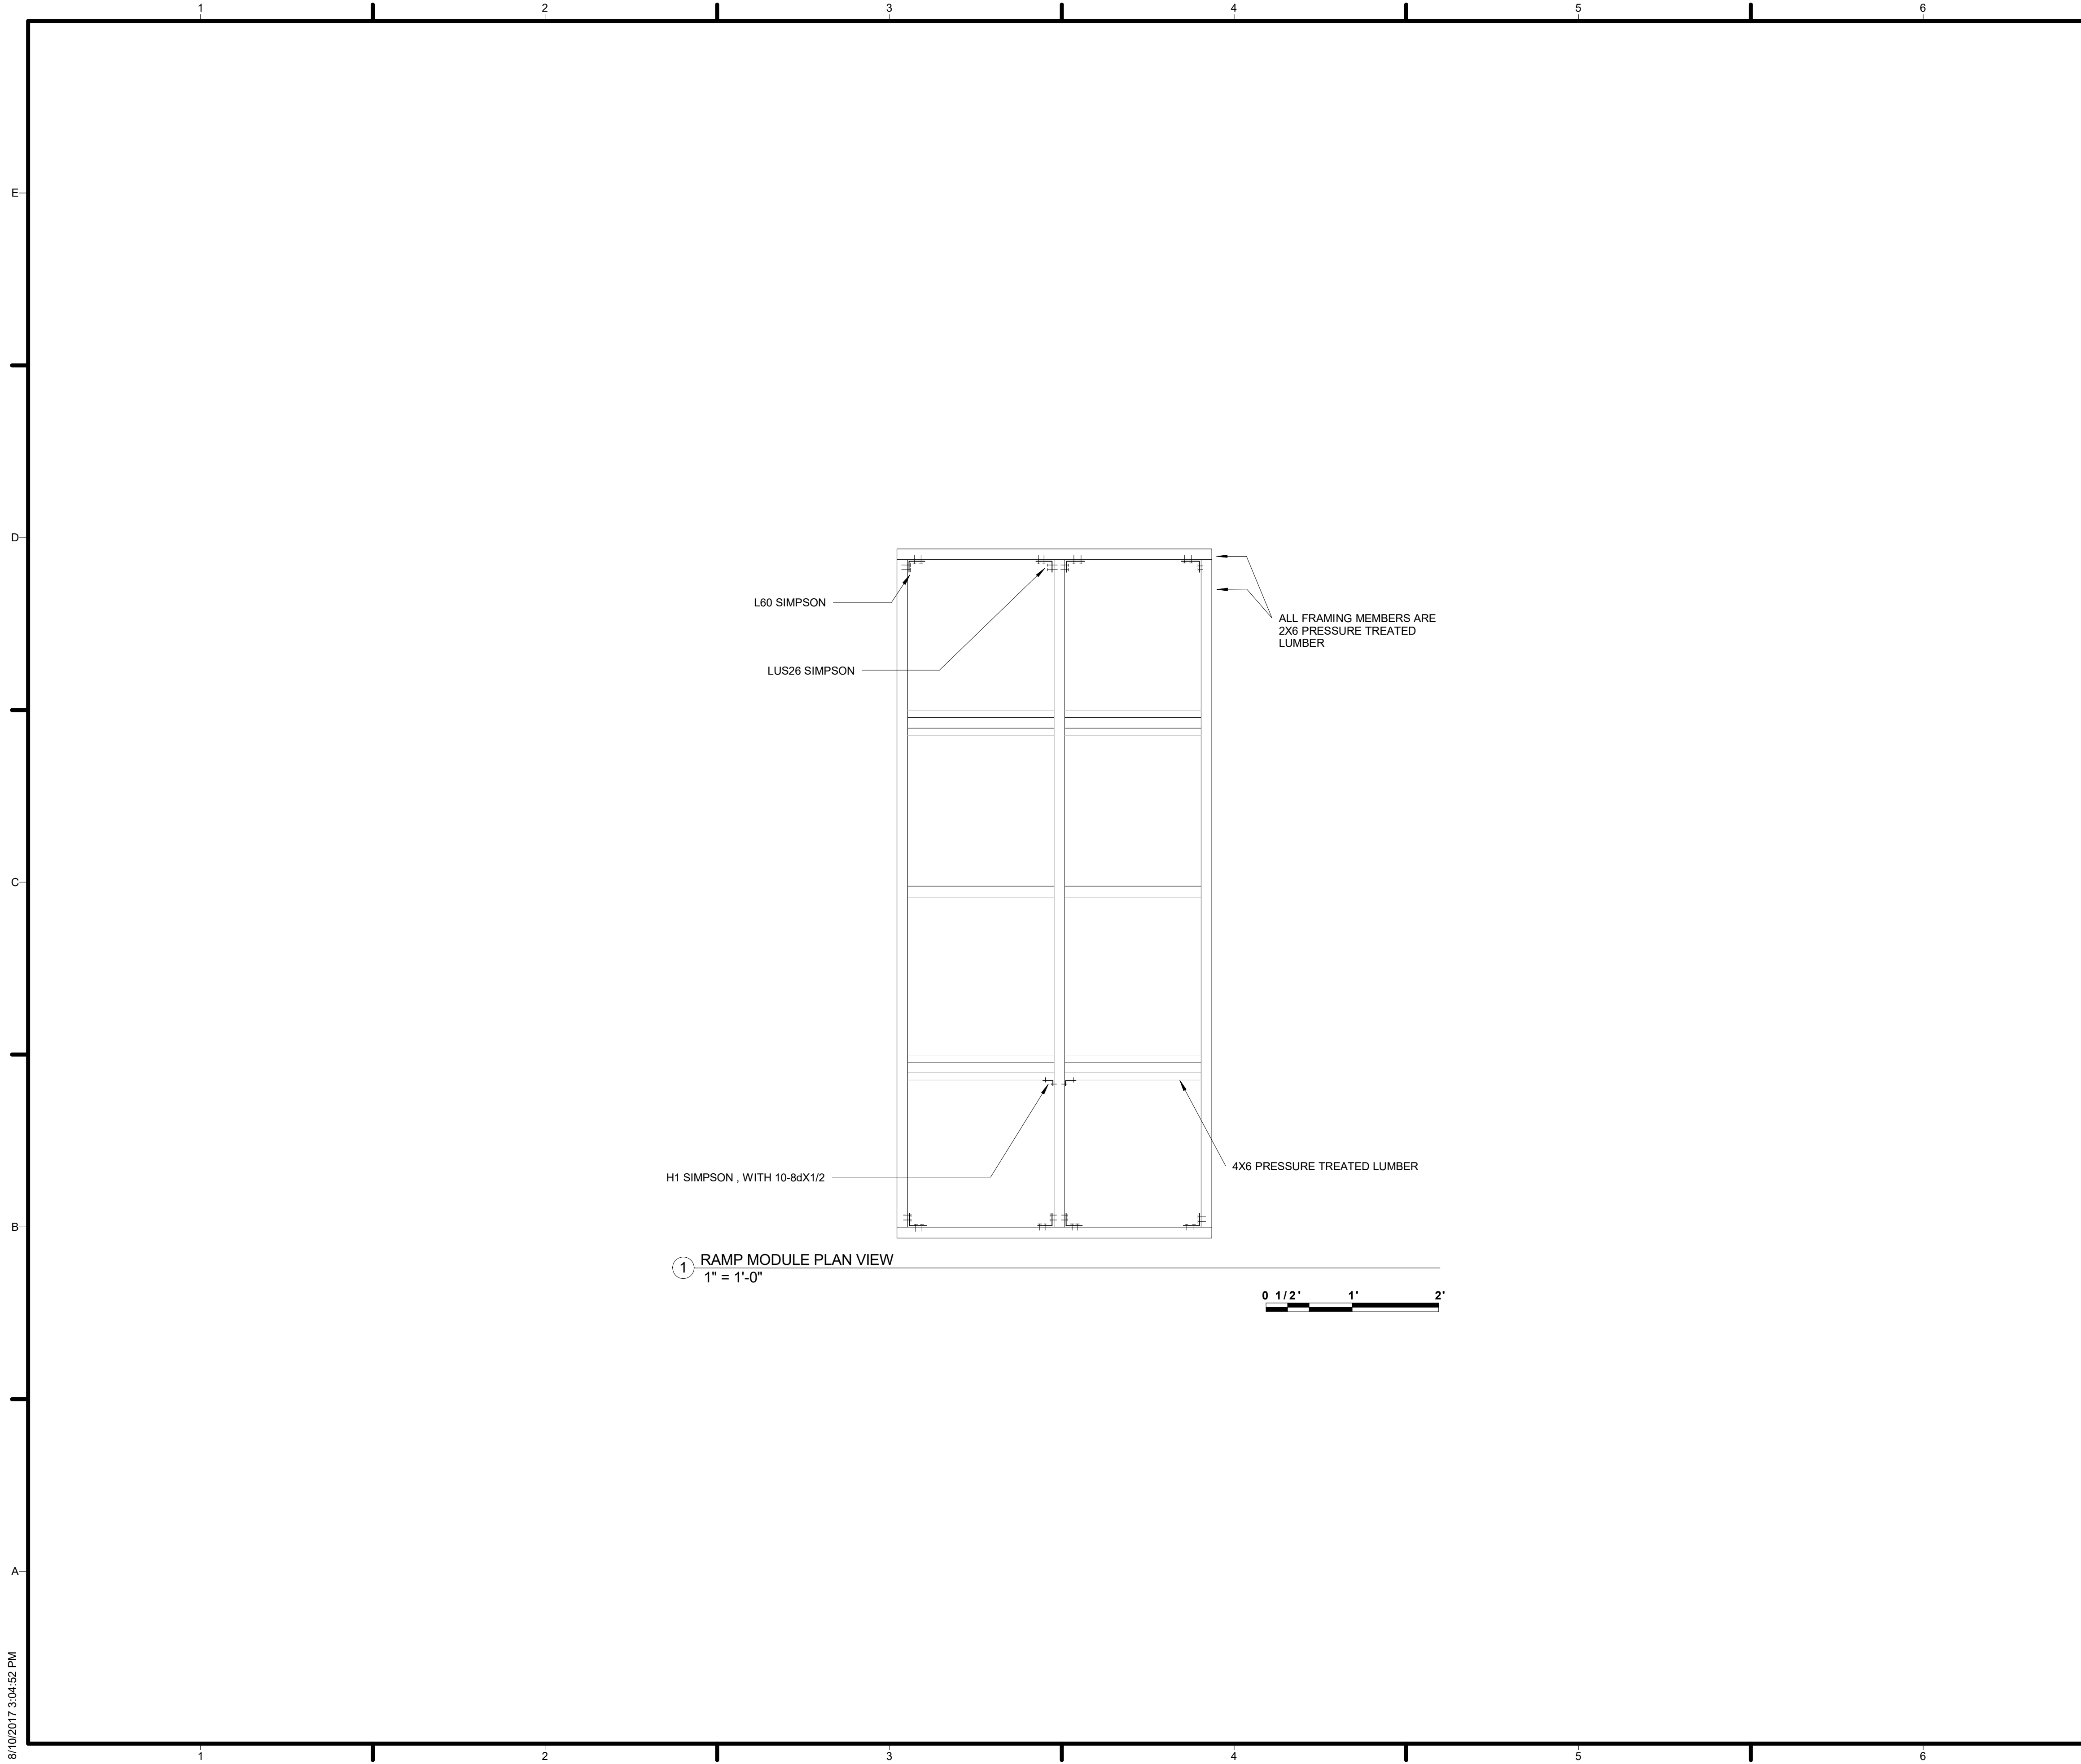 1 2 3 4 5 6
E
D
L60 SIMPSON
ALL FRAMING MEMBERS ARE
2X6 PRESSURE TREATED
LUMBER
LUS26 SIMPSON
C
4X6 PRESSURE TREATED LUMBER
H1 SIMPSON , WITH 10-8dX1/2
B
1 RAMP MODULE PLAN VIEW
1" = 1'-0"
0 1/2' 1' 2'
A
8/10/2017 3:04:52 PM
1 2 3 4 5 6